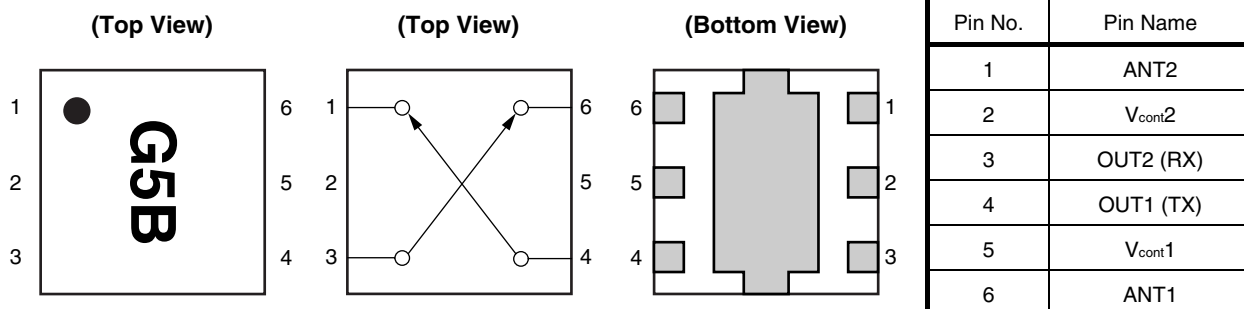 (Top View)
1
2
3
G5B
6
5
4
(Top View)
1
2
3
6
5
4
(Bottom View)
6
5
4
1
2
3
Pin No. Pin Name
1 ANT2
2 Vcont2
3 OUT2 (RX)
4 OUT1 (TX)
5 Vcont1
6 ANT1